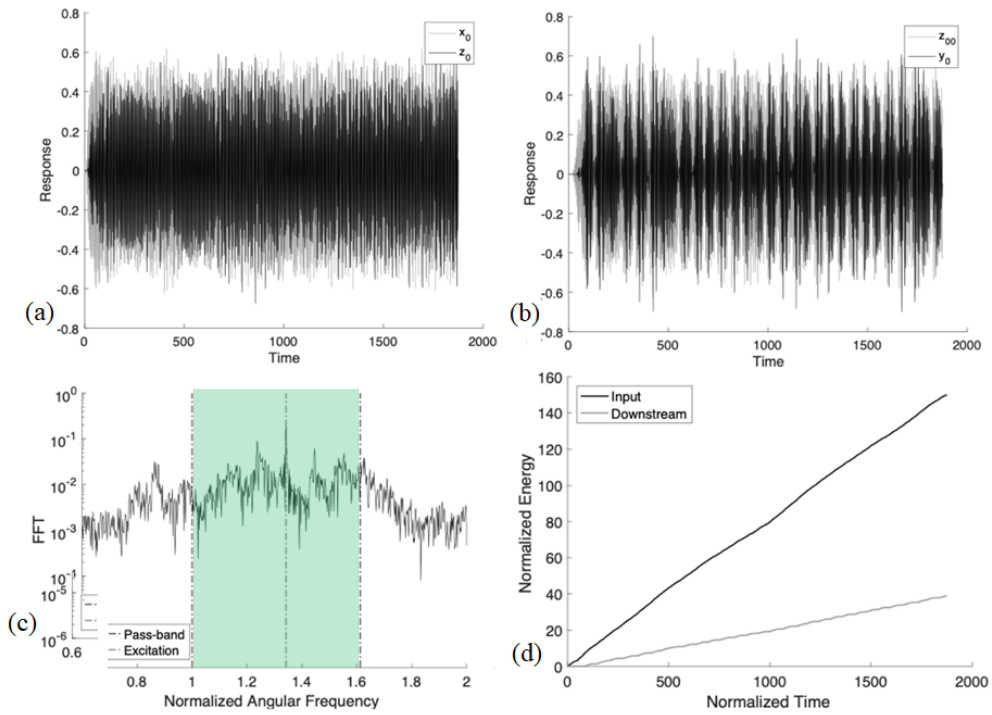 0.8
0.6
0.4
0.2
0
-0.2
-0.4
-0.6
-0.8
Response
x₀
z₀
0 500 1000 1500 2000
Time
(a)
0.8
0.6
0.4
0.2
0
-0.2
-0.4
-0.6
-0.8
Response
z₀₀
y₀
0 500 1000 1500 2000
Time
(b)
10⁰
10⁻¹
10⁻²
10⁻³
10⁻⁴
10⁻⁵
10⁻⁶
FFT
Pass-band
Excitation
0.6 0.8 1 1.2 1.4 1.6 1.8 2
Normalized Angular Frequency
(c)
160
140
120
100
80
60
40
20
0
Normalized Energy
Input
Downstream
0 500 1000 1500 2000
Normalized Time
(d)